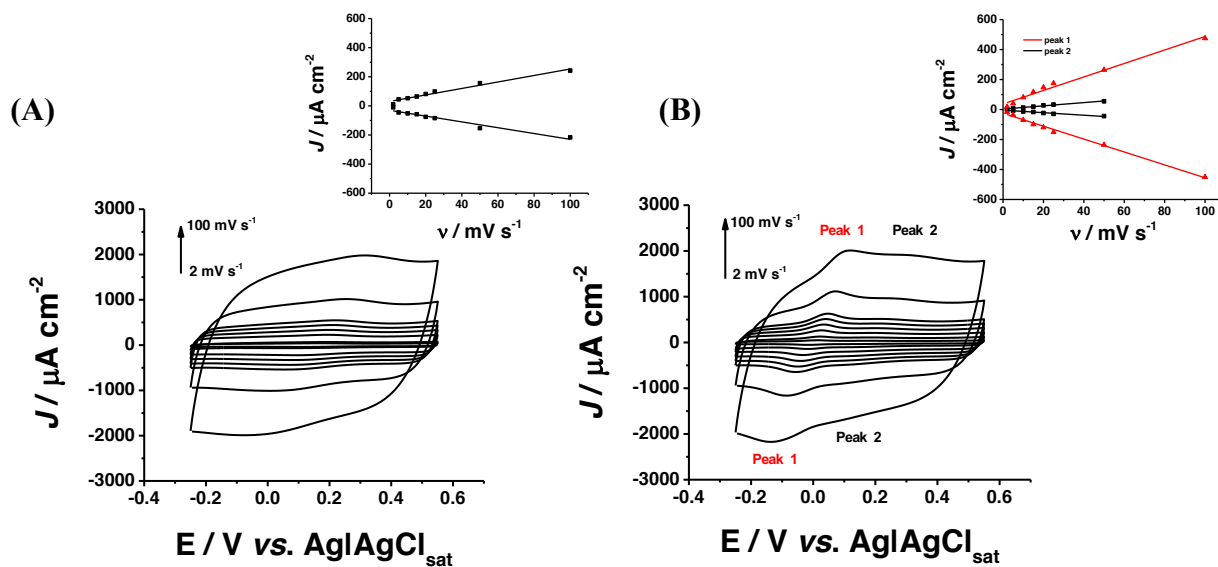 (A)
J / μA cm-2
600
400
200
0
-200
-400
-600
0
20
40
60
80
100
ν / mV s-1
J / μA cm-2
3000
2000
1000
0
-1000
-2000
-3000
100 mV s-1
2 mV s-1
-0.4
-0.2
0.0
0.2
0.4
0.6
E / V vs. Ag|AgClsat
(B)
J / μA cm-2
600
400
200
0
-200
-400
-600
peak 1
peak 2
0
20
40
60
80
100
ν / mV s-1
J / μA cm-2
3000
2000
1000
0
-1000
-2000
-3000
100 mV s-1
2 mV s-1
Peak 1
Peak 2
Peak 2
Peak 1
-0.4
-0.2
0.0
0.2
0.4
0.6
E / V vs. Ag|AgClsat